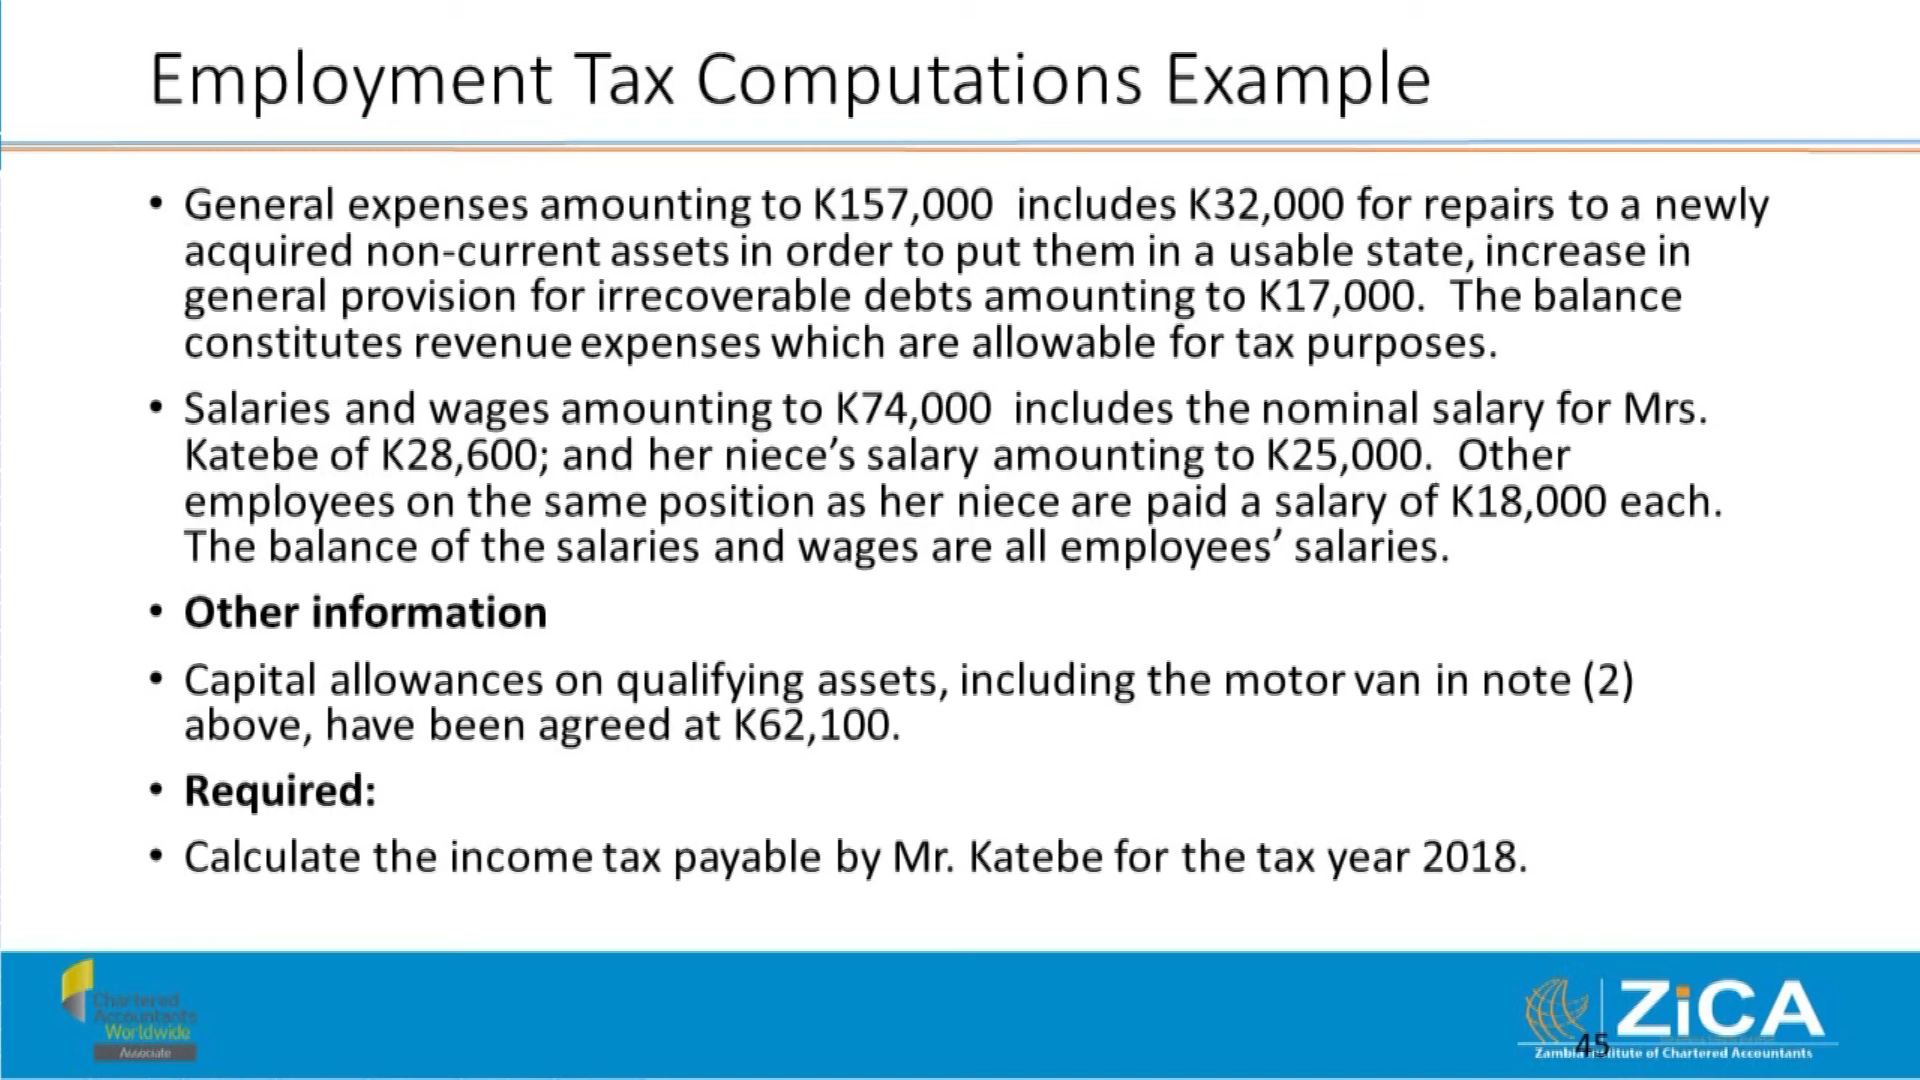 Employment Tax Computations Example
• General expenses amounting to K157,000 includes K32,000 for repairs to a newly
acquired non-current assets in order to put them in a usable state, increase in
general provision for irrecoverable debts amounting to K17,000. The balance
constitutes revenue expenses which are allowable for tax purposes.
• Salaries and wages amounting to K74,000 includes the nominal salary for Mrs.
Katebe of K28,600; and her niece’s salary amounting to K25,000. Other
employees on the same position as her niece are paid a salary of K18,000 each.
The balance of the salaries and wages are all employees’ salaries.
• Other information
• Capital allowances on qualifying assets, including the motor van in note (2)
above, have been agreed at K62,100.
• Required:
• Calculate the income tax payable by Mr. Katebe for the tax year 2018.
Chartered
Accountants
Worldwide
Associate
ZiCA
45
Zambia Institute of Chartered Accountants